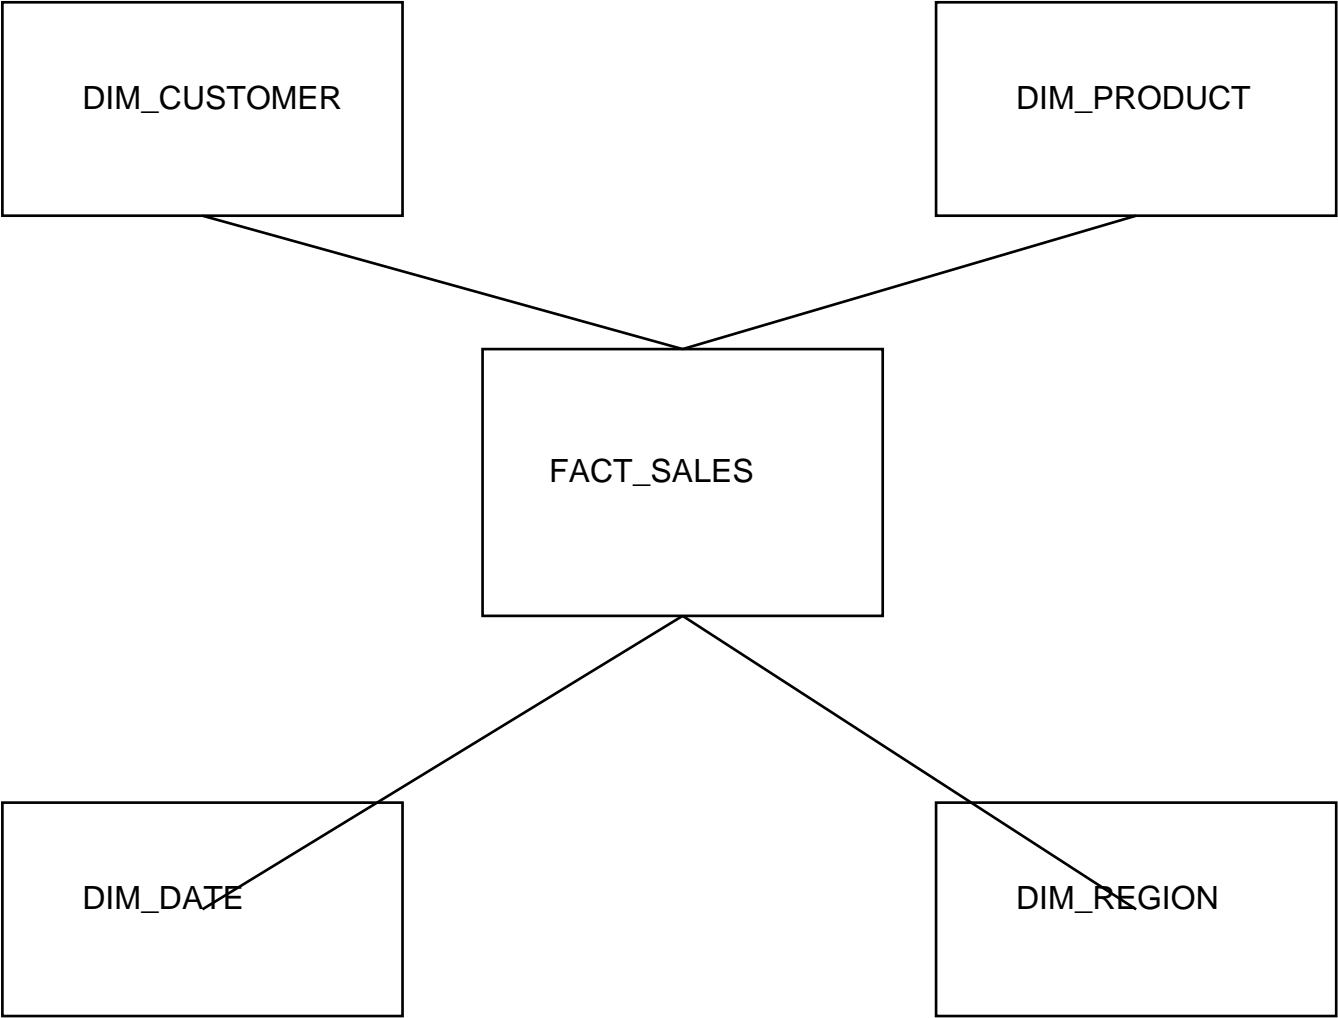 DIM_CUSTOMER
DIM_PRODUCT
FACT_SALES
DIM_DATE
DIM_REGION